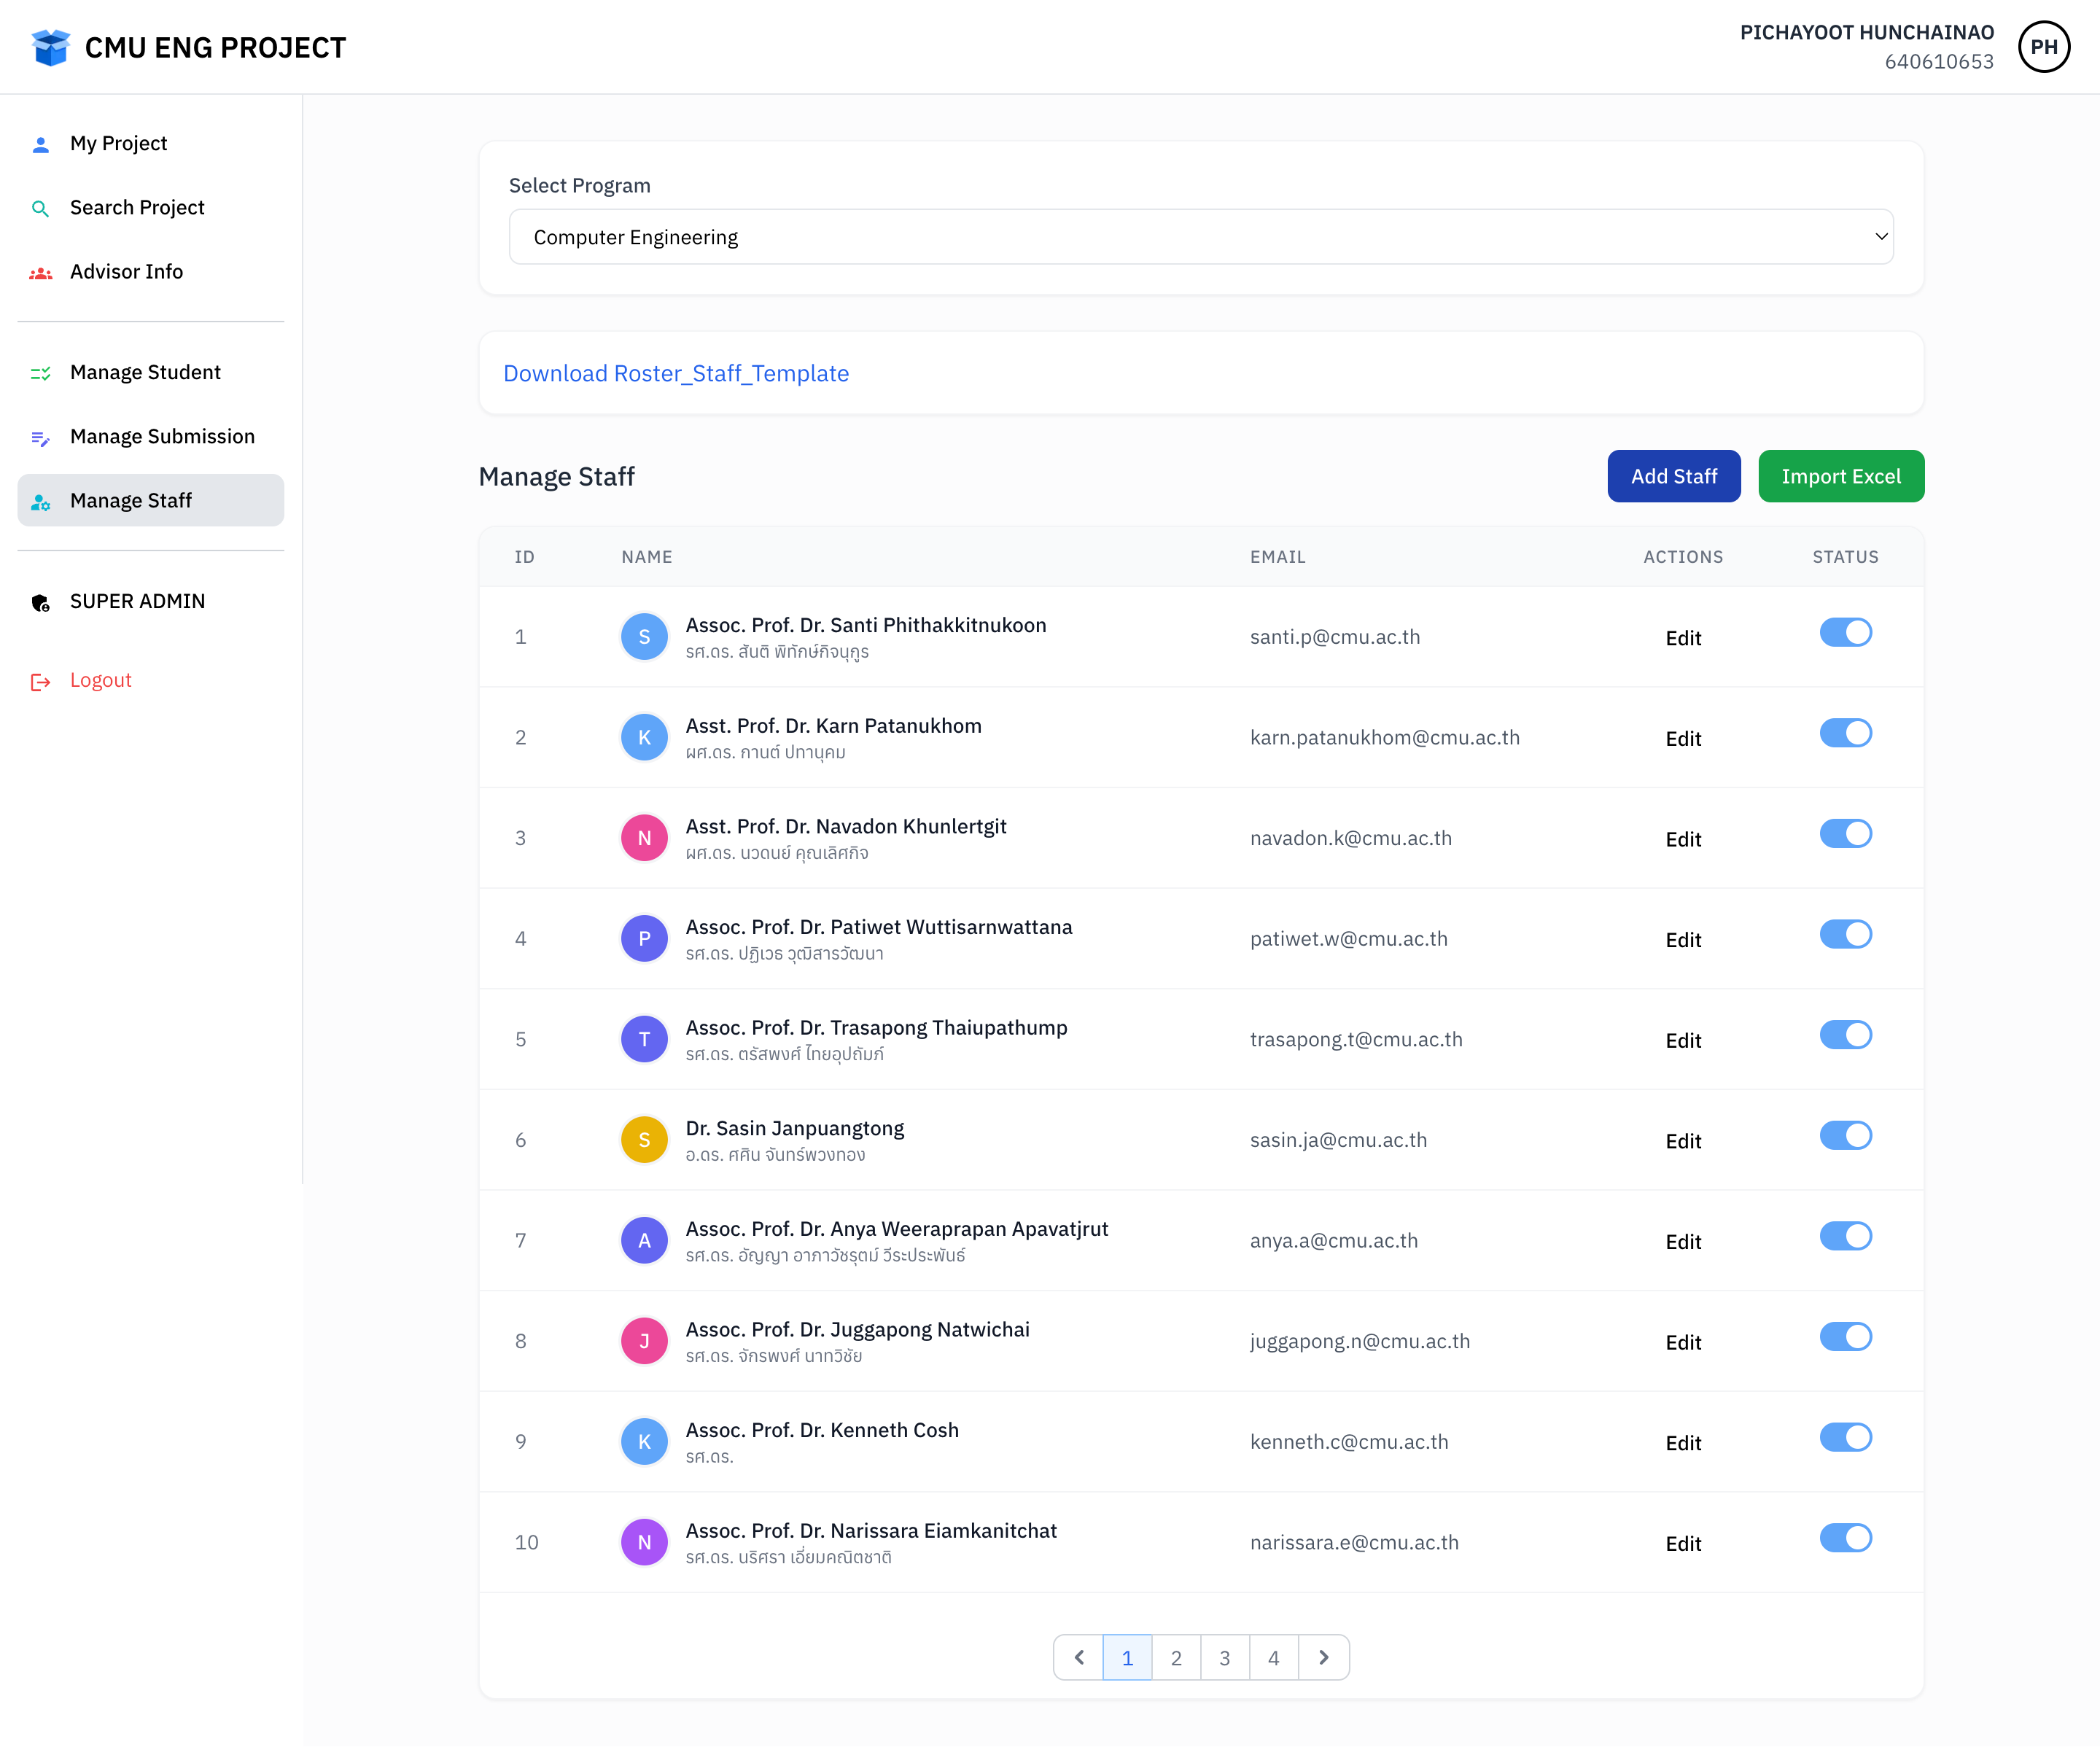 CMU ENG PROJECT
PICHAYOOT HUNCHAINAO
640610653
PH
My Project
Search Project
Advisor Info
Manage Student
Manage Submission
Manage Staff
SUPER ADMIN
Logout
Select Program
Computer Engineering
Download Roster_Staff_Template
Manage Staff
Add Staff
Import Excel
ID NAME EMAIL ACTIONS STATUS
1 S Assoc. Prof. Dr. Santi Phithakkitnukoon santi.p@cmu.ac.th Edit
รศ.ดร. สันติ พิทักษ์กิจนุกูร
2 K Asst. Prof. Dr. Karn Patanukhom karn.patanukhom@cmu.ac.th Edit
ผศ.ดร. กานต์ ปทานุคม
3 N Asst. Prof. Dr. Navadon Khunlertgit navadon.k@cmu.ac.th Edit
ผศ.ดร. นวดนย์ คุณเลิศกิจ
4 P Assoc. Prof. Dr. Patiwet Wuttisarnwattana patiwet.w@cmu.ac.th Edit
รศ.ดร. ปฏิเวธ วุฒิสารวัฒนา
5 T Assoc. Prof. Dr. Trasapong Thaiupathump trasapong.t@cmu.ac.th Edit
รศ.ดร. ตรัสพงศ์ ไทยอุปถัมภ์
6 S Dr. Sasin Janpuangtong sasin.ja@cmu.ac.th Edit
อ.ดร. ศศิน จันทร์พวงทอง
7 A Assoc. Prof. Dr. Anya Weeraprapan Apavatjrut anya.a@cmu.ac.th Edit
รศ.ดร. อัญญา อาภาวัชรุตม์ วีระประพันธ์
8 J Assoc. Prof. Dr. Juggapong Natwichai juggapong.n@cmu.ac.th Edit
รศ.ดร. จักรพงศ์ นาทวิชัย
9 K Assoc. Prof. Dr. Kenneth Cosh kenneth.c@cmu.ac.th Edit
รศ.ดร.
10 N Assoc. Prof. Dr. Narissara Eiamkanitchat narissara.e@cmu.ac.th Edit
รศ.ดร. นริศรา เอี่ยมคณิตชาติ
1 2 3 4